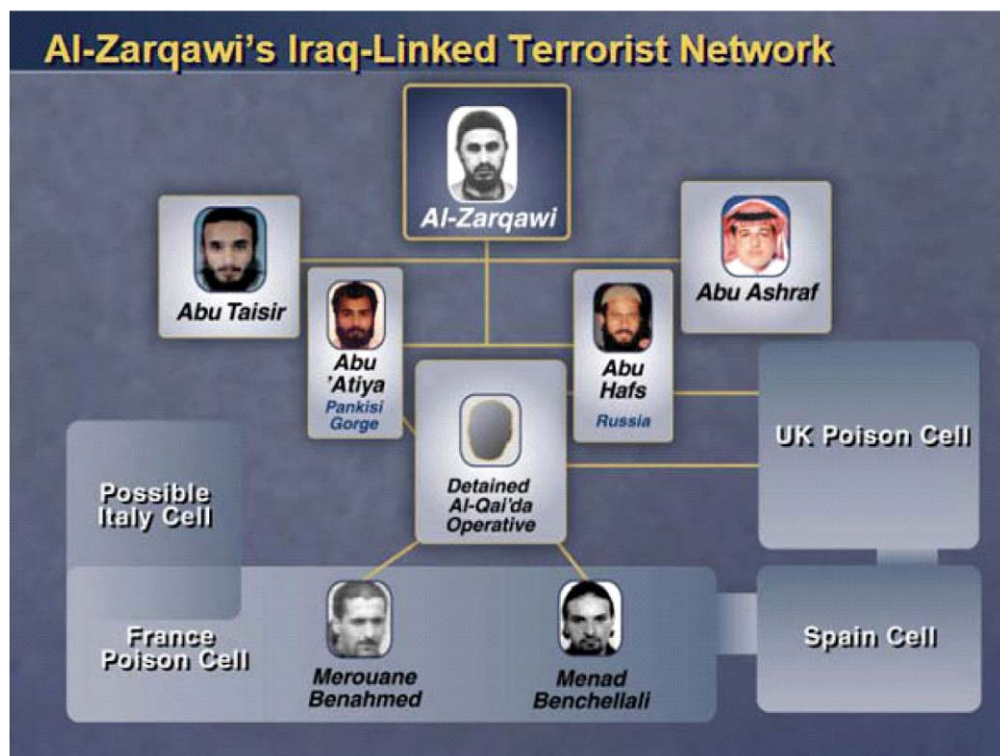 Al-Zarqawi's Iraq-Linked Terrorist Network
Al-Zarqawi
Abu Taisir
Abu Ashraf
Abu
'Atiya
Pankisi
Gorge
Abu
Hafs
Russia
Detained
Al-Qai'da
Operative
UK Poison Cell
Possible
Italy Cell
France
Poison Cell
Merouane
Benahmed
Menad
Benchellali
Spain Cell